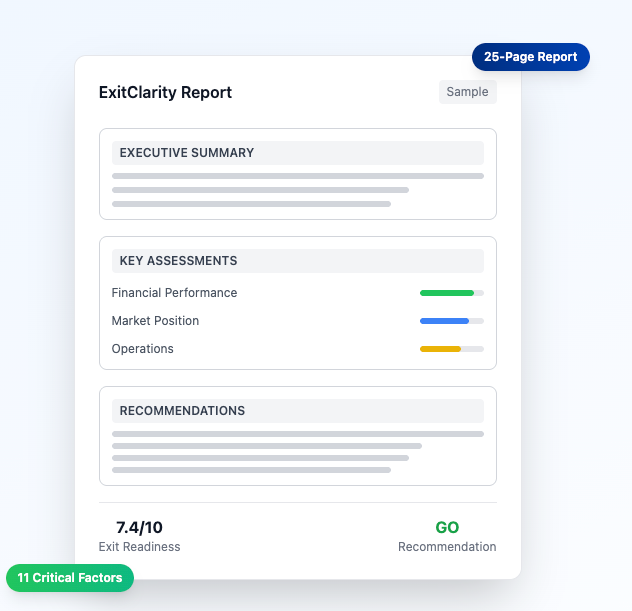 25-Page Report
ExitClarity Report
Sample
EXECUTIVE SUMMARY
KEY ASSESSMENTS
Financial Performance
Market Position
Operations
RECOMMENDATIONS
7.4/10
GO
Exit Readiness
Recommendation
11 Critical Factors